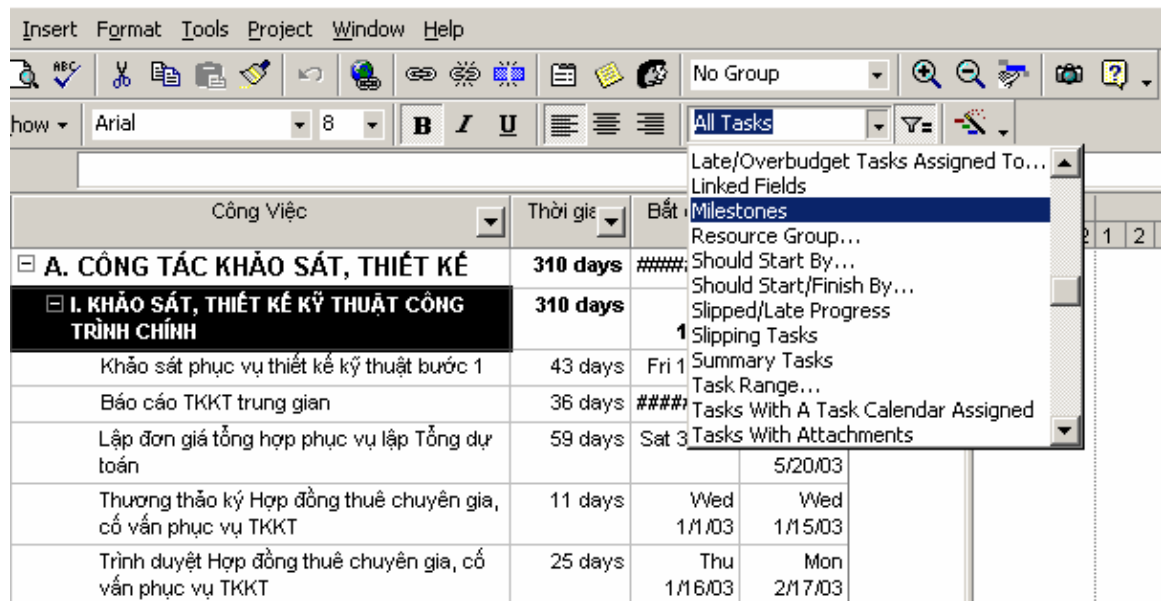 Insert Format Tools Project Window Help
ABC No Group
how Arial 8 B I U All Tasks
Late/Overbudget Tasks Assigned To...
Linked Fields
Milestones
Resource Group...
Should Start By...
Should Start/Finish By...
Slipped/Late Progress
Slipping Tasks
Summary Tasks
Task Range...
Tasks With A Task Calendar Assigned
Tasks With Attachments
Công Việc Thời gia Bắt
2 1 2
A. CÔNG TÁC KHẢO SÁT, THIẾT KẾ 310 days #####
I. KHẢO SÁT, THIẾT KẾ KỸ THUẬT CÔNG 310 days
TRÌNH CHÍNH 1
Khảo sát phục vụ thiết kế kỹ thuật bước 1 43 days Fri 1
Báo cáo TKKT trung gian 36 days #####
Lập đơn giá tổng hợp phục vụ lập Tổng dự 59 days Sat 3
toán 5/20/03
Thương thảo ký Hợp đồng thuê chuyên gia, 11 days Wed Wed
cố vấn phục vụ TKKT 1/1/03 1/15/03
Trình duyệt Hợp đồng thuê chuyên gia, cố 25 days Thu Mon
vấn phục vụ TKKT 1/16/03 2/17/03